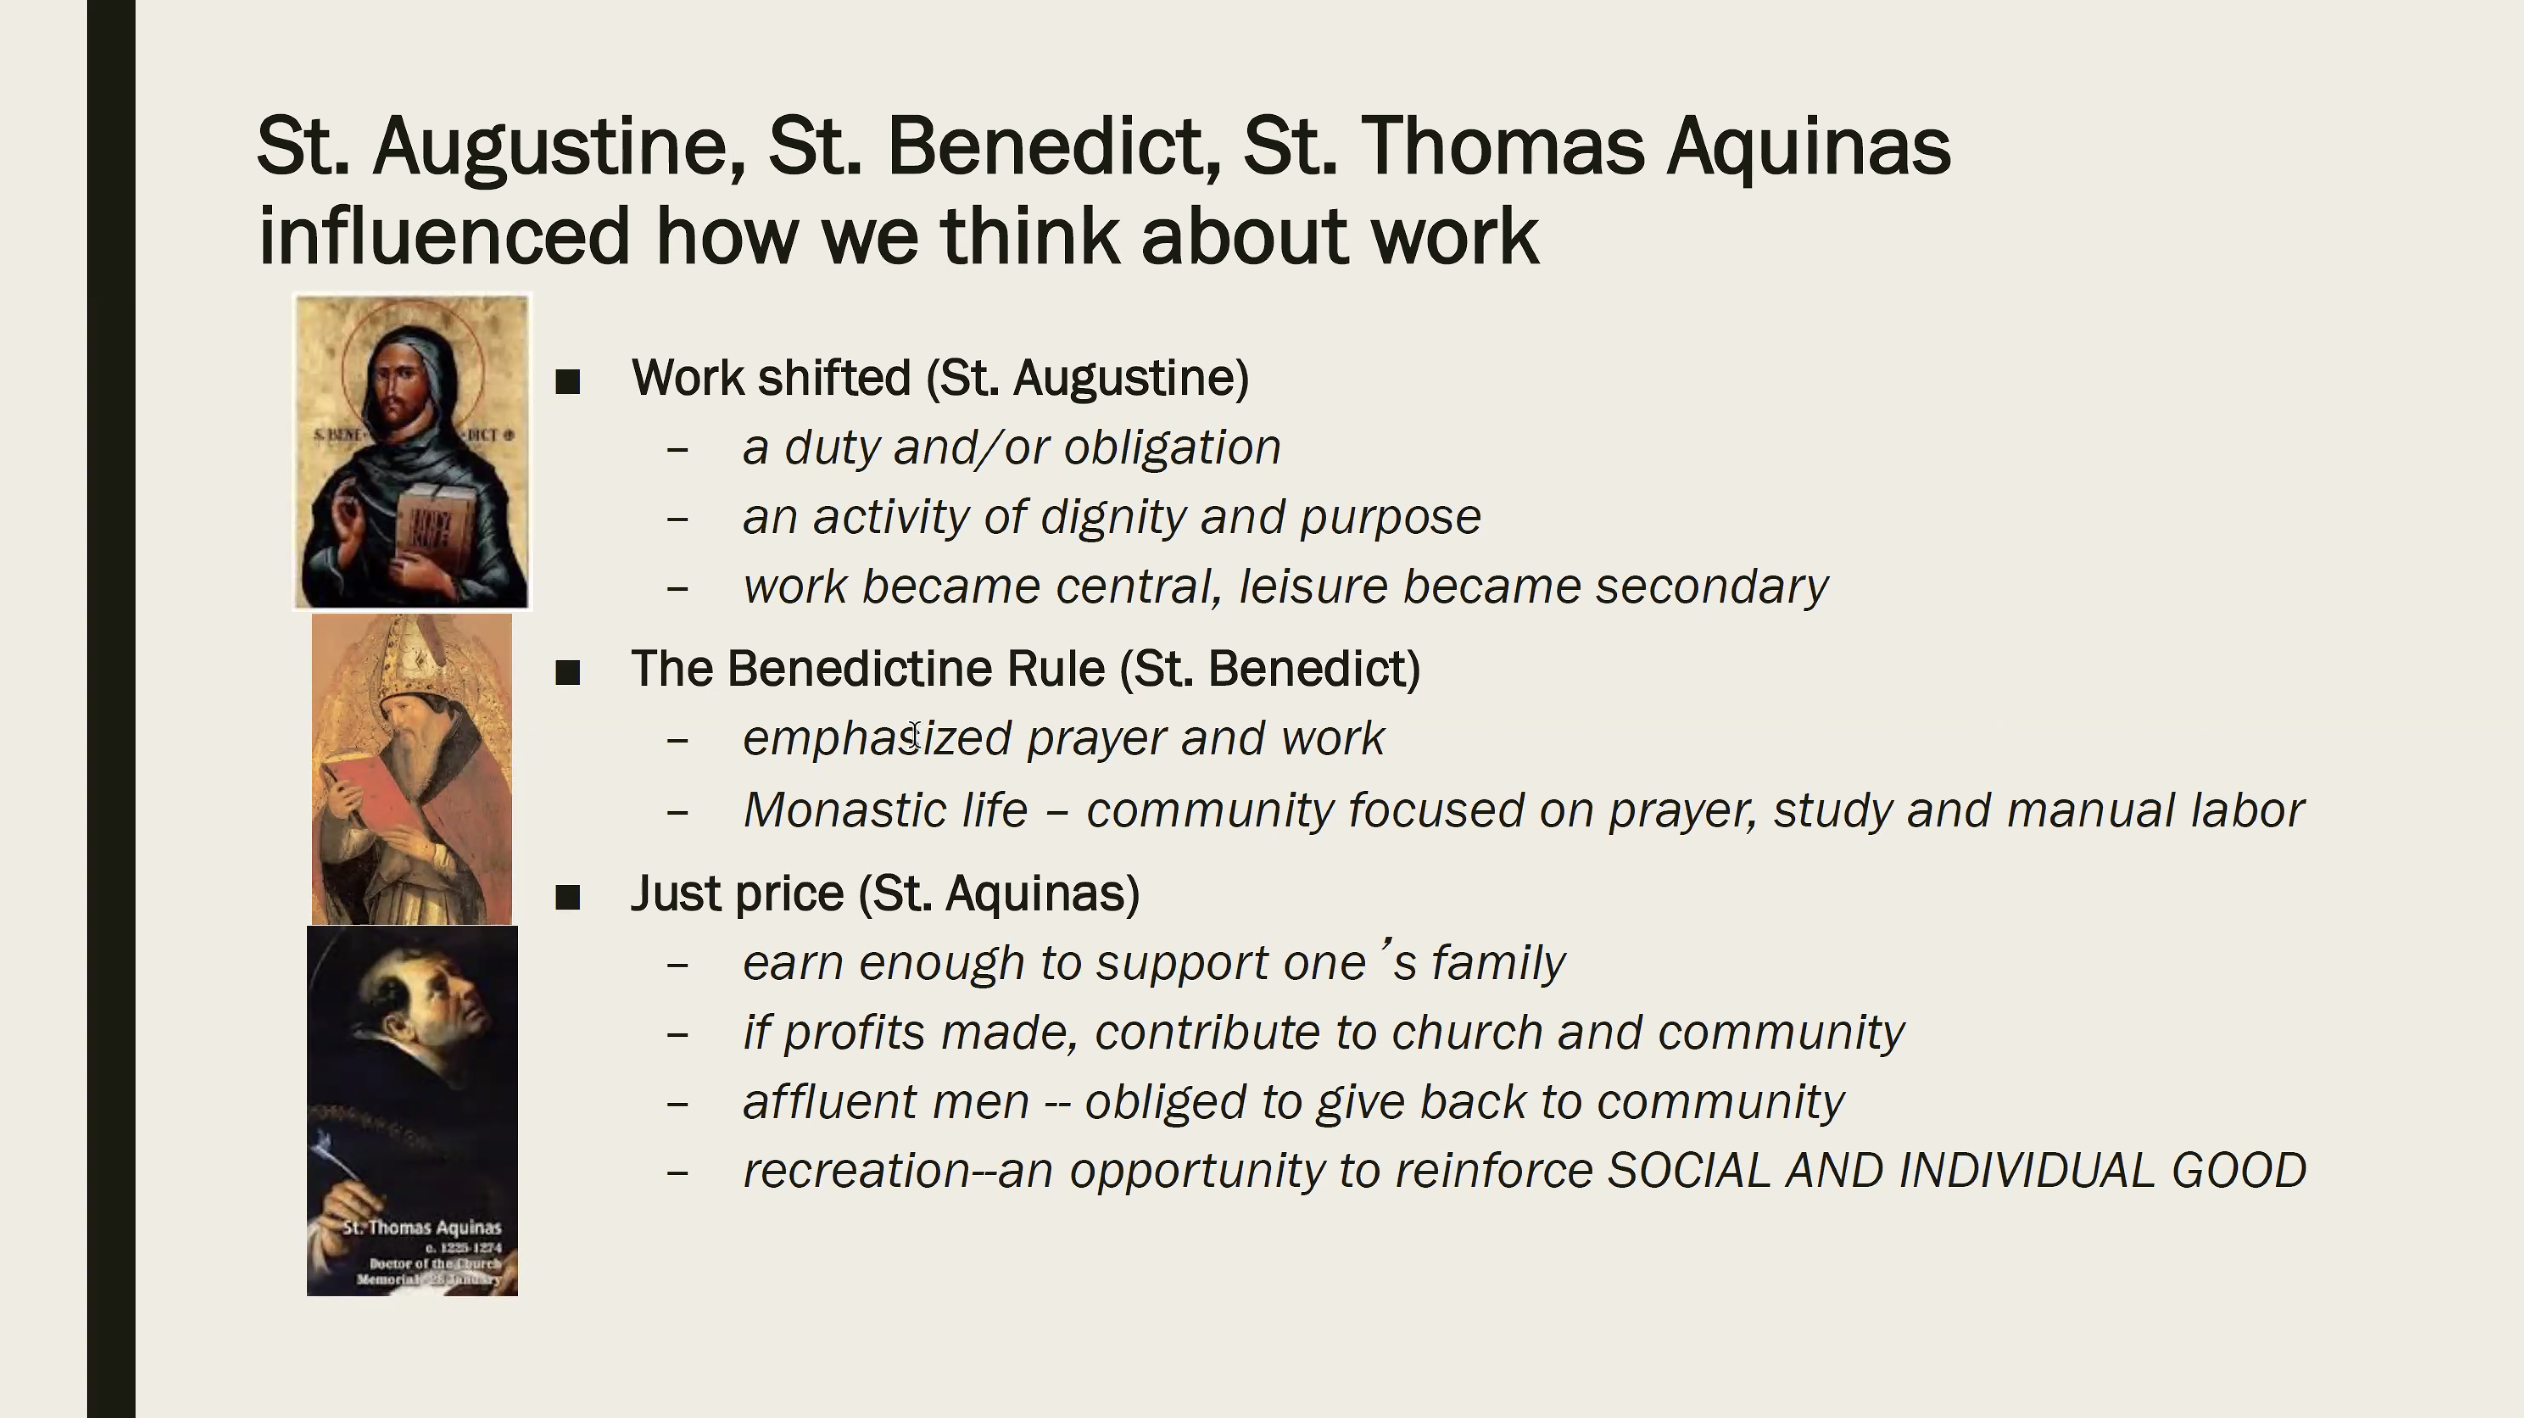 St. Augustine, St. Benedict, St. Thomas Aquinas
influenced how we think about work
S. BENE-
-DICT
■ Work shifted (St. Augustine)
– a duty and/or obligation
– an activity of dignity and purpose
– work became central, leisure became secondary
■ The Benedictine Rule (St. Benedict)
– emphasized prayer and work
– Monastic life – community focused on prayer, study and manual labor
■ Just price (St. Aquinas)
– earn enough to support one’s family
– if profits made, contribute to church and community
– affluent men -- obliged to give back to community
– recreation--an opportunity to reinforce SOCIAL AND INDIVIDUAL GOOD
St. Thomas Aquinas
c. 1225-1274
Doctor of the Church
Memorial: 28 January